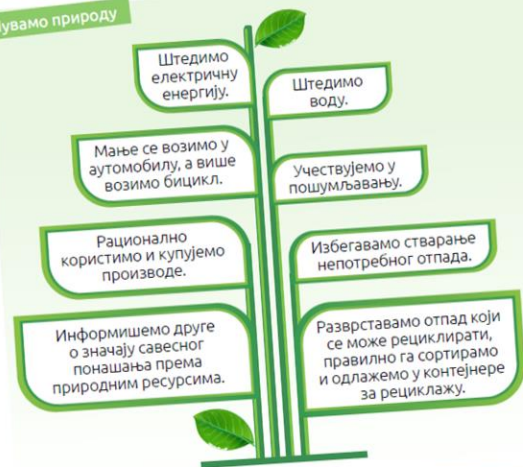 природу
Штедимо
електричну
енергију.
Штедимо
воду.
Мање се возимо у
аутомобилу, а више
возимо бицикл.
Учествујемо у
пошумљавању.
Рационално
користимо и купујемо
производе.
Избегавамо стварање
непотребног отпада.
Информишемо друге
о значају савесног
понашања према
природним ресурсима.
Разврставамо отпад који
се може рециклирати,
правилно га сортирамо
и одлажемо у контејнере
за рециклажу.